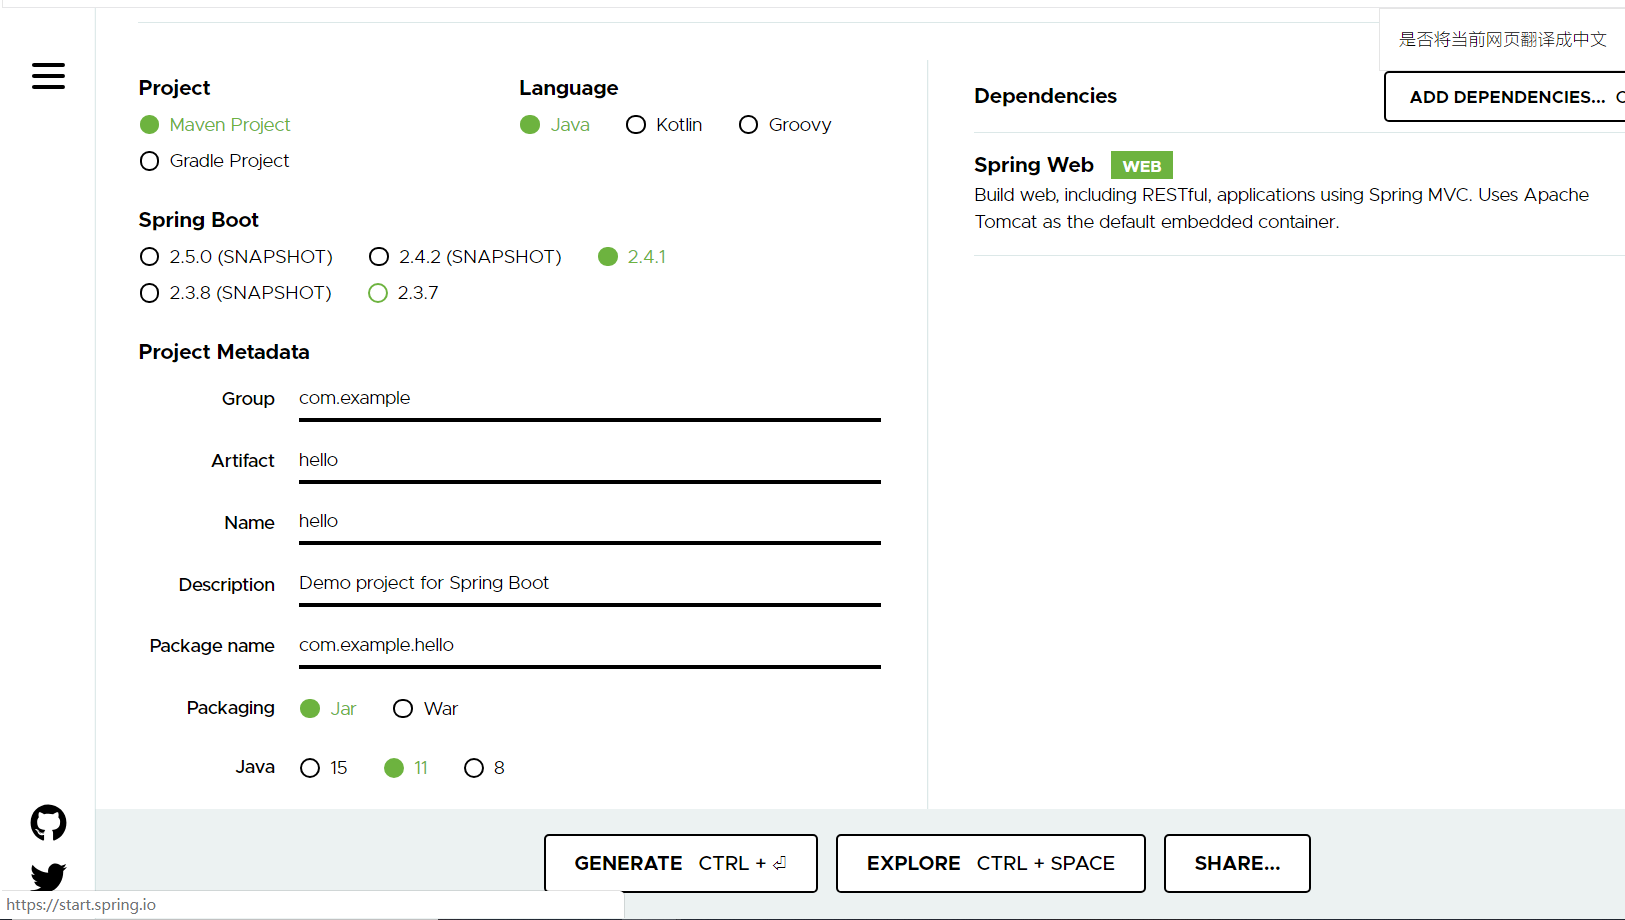 是否将当前网页翻译成中文
Project
Language
Maven Project
Java
Kotlin
Groovy
Gradle Project
Spring Boot
2.5.0 (SNAPSHOT)
2.4.2 (SNAPSHOT)
2.4.1
2.3.8 (SNAPSHOT)
2.3.7
Project Metadata
Group com.example
Artifact hello
Name hello
Description Demo project for Spring Boot
Package name com.example.hello
Packaging Jar War
Java 15 11 8
Dependencies
ADD DEPENDENCIES...
Spring Web WEB
Build web, including RESTful, applications using Spring MVC. Uses Apache
Tomcat as the default embedded container.
GENERATE CTRL + ⏎
EXPLORE CTRL + SPACE
SHARE...
https://start.spring.io